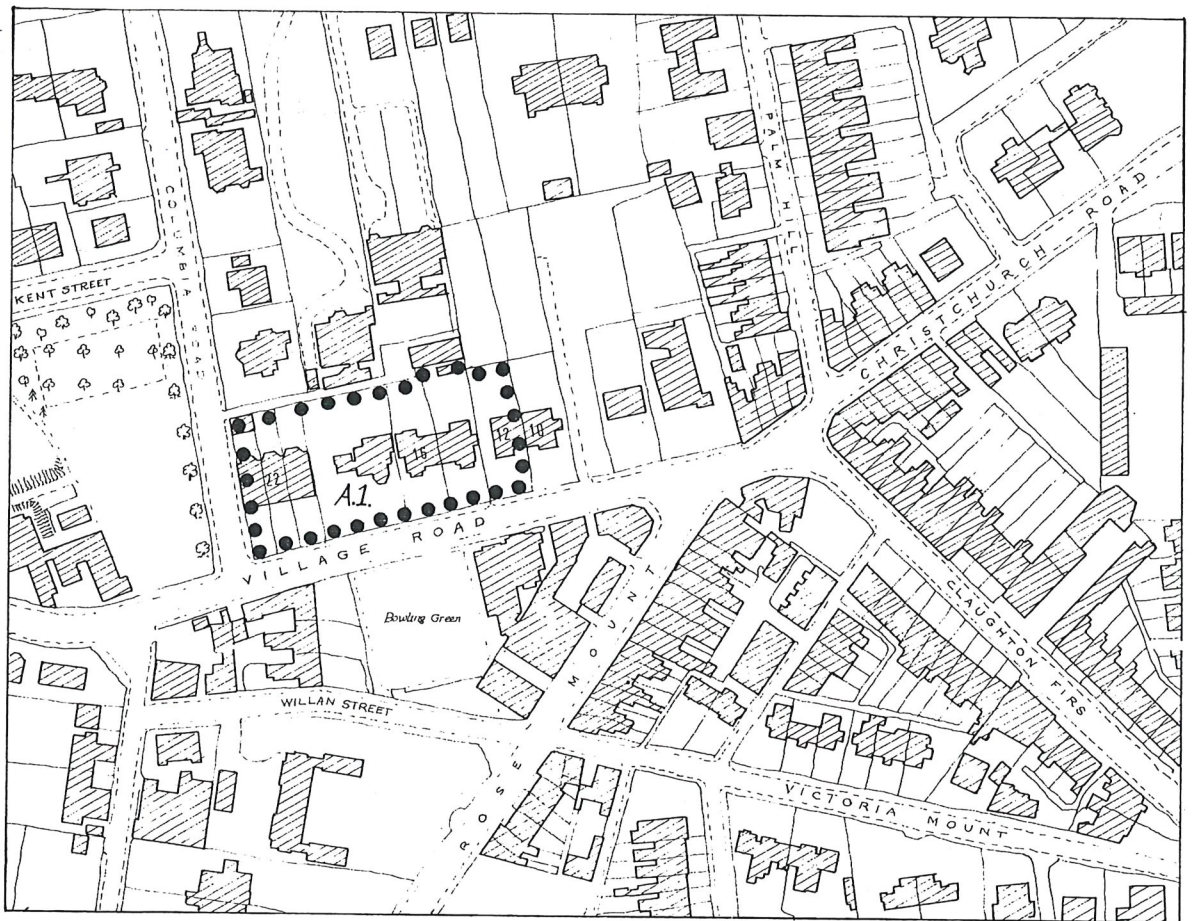 PALM HILL
COLUMBIA ROAD
CHRISTCHURCH ROAD
KENT STREET
12
10
16
22
A.1.
VILLAGE ROAD
Bowling Green
ROSE MOUNT
CLAUGHTON FIRS
WILLAN STREET
VICTORIA MOUNT